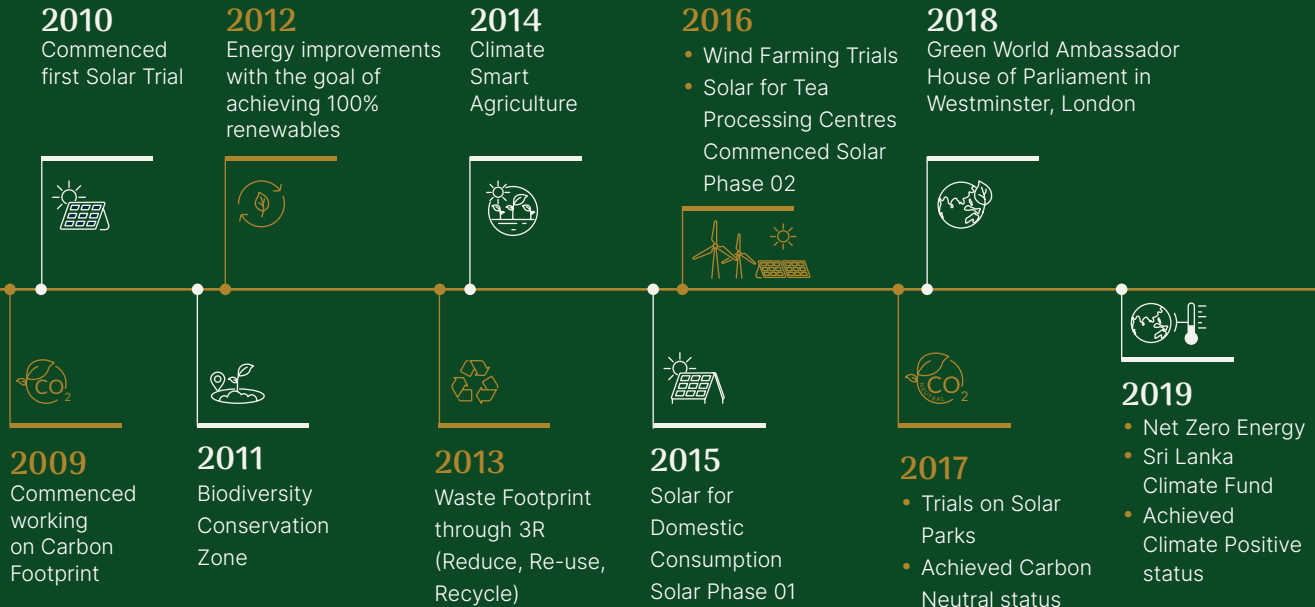 2010
Commenced
first Solar Trial
2012
Energy improvements
with the goal of
achieving 100%
renewables
2014
Climate
Smart
Agriculture
2016
• Wind Farming Trials
• Solar for Tea
Processing Centres
Commenced Solar
Phase 02
2018
Green World Ambassador
House of Parliament in
Westminster, London
CO2
2009
Commenced
working
on Carbon
Footprint
2011
Biodiversity
Conservation
Zone
2013
Waste Footprint
through 3R
(Reduce, Re-use,
Recycle)
2015
Solar for
Domestic
Consumption
Solar Phase 01
CO2
NEUTRAL
2017
• Trials on Solar
Parks
• Achieved Carbon
Neutral status
2019
• Net Zero Energy
• Sri Lanka
Climate Fund
• Achieved
Climate Positive
status